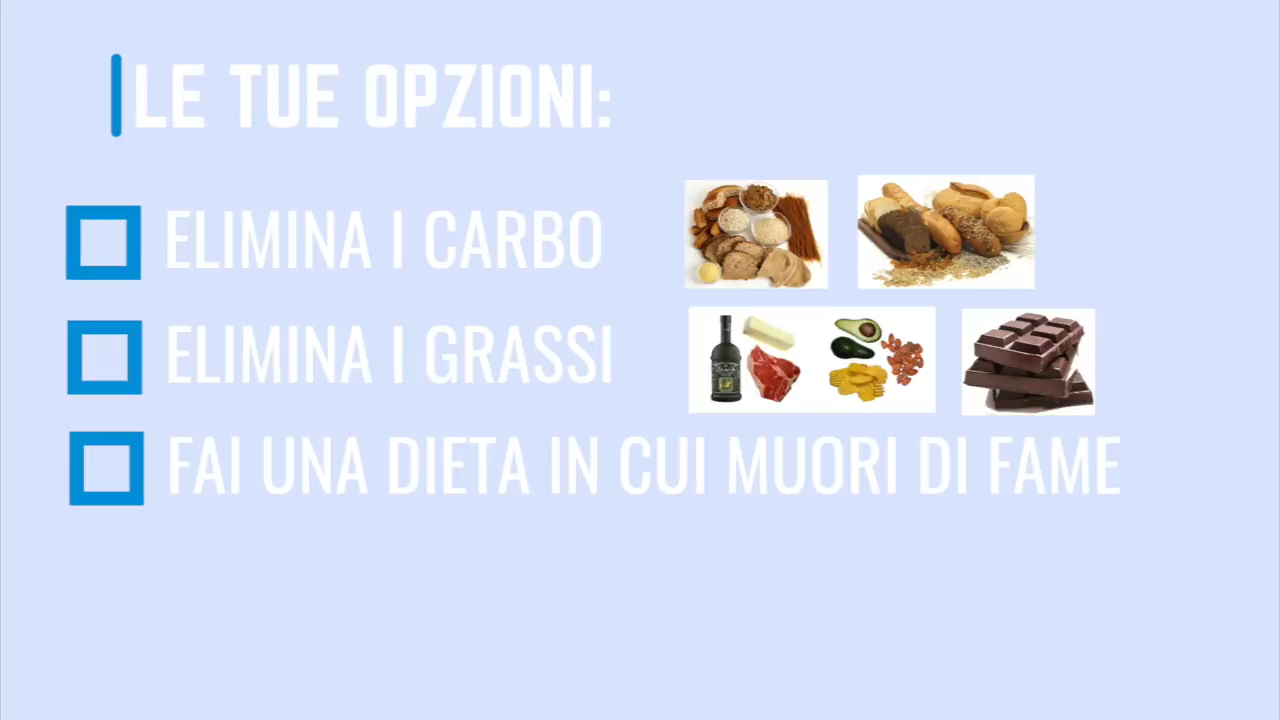 LE TUE OPZIONI:
ELIMINA I CARBO
ELIMINA I GRASSI
FAI UNA DIETA IN CUI MUORI DI FAME